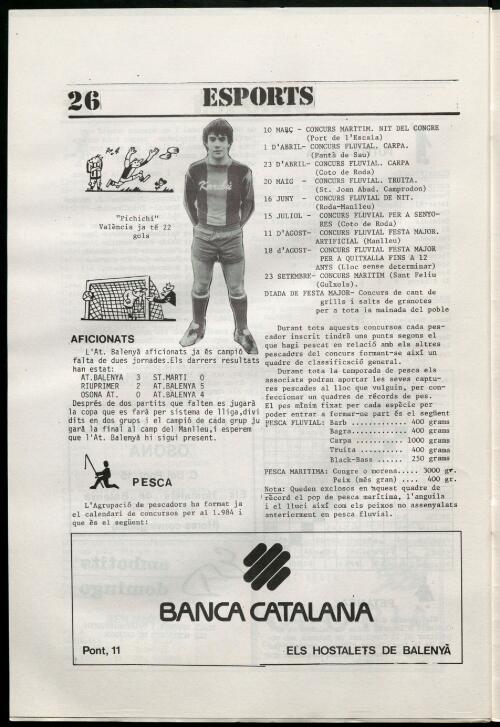 26
ESPORTS
"Pichichi"
València ja té 22
gols
Kardú
AFICIONATS
L'At. Balenyà aficionats ja és campió a
falta de dues jornades.Els darrers resultats
han estat:
AT.BALENYA 3 ST.MARTI 0
RIUPRIMER 2 AT.BALENYA 5
OSONA AT. 0 AT.BALENYA 4
Després de dos partits que falten es jugarà
la copa que es farà per sistema de lliga,divi
dits en dos grups i el campió de cada grup ju
garà la final al camp del Manlleu,i esperem
que l'At. Balenyà hi sigui present.
PESCA
L'Agrupació de pescadors ha format ja
el calendari de concursos per al 1.984 i
que és el següent:
10 MARÇ - CONCURS MARITIM. NIT DEL CONGRE
(Port de l'Escala)
1 D'ABRIL- CONCURS FLUVIAL. CARPA.
(Pantà de Sau)
23 D'ABRIL- CONCURS FLUVIAL. CARPA
(Coto de Roda)
20 MAIG - CONCURS FLUVIAL. TRUITA.
(St. Joan Abad. Camprodon)
16 JUNY - CONCURS FLUVIAL DE NIT.
(Roda-Manlleu)
15 JULIOL - CONCURS FLUVIAL PER A SENYO-
RES (Coto de Roda)
11 D'AGOST- CONCURS FLUVIAL FESTA MAJOR.
ARTIFICIAL (Manlleu)
18 d'AGOST- CONCURS FLUVIAL FESTA MAJOR
PER A QUITXALLA FINS A 12
ANYS (Lloc sense determinar)
23 SETEMBRE- CONCURS MARITIM (Sant Feliu
(Guíxols).
DIADA DE FESTA MAJOR- Concurs de cant de
grills i salts de granotes
per a tota la mainada del poble
Durant tots aquests concursos cada pes-
cador inscrit tindrà uns punts segons el
que hagi pescat en relació amb els altres
pescadors del concurs formant-se així un
quadre de classificació general.
Durant tota la temporada de pesca els
associats podran aportar les seves captu-
res pescades al lloc que vulguin, per con-
feccionar un quadre de rècords de pes.
El pes mínim fixat per cada espècie per
poder entrar a formar-ne part és el següent
PESCA FLUVIAL: Barb ............ 400 grams
Bagra........... 400 grams
Carpa .......... 1000 grams
Truita ......... 400 grams
Black-Bass ..... 250 grams
PESCA MARITIMA: Congre o morena..... 3000 gr.
Peix (més gran) .... 400 gr.
Nota: Queden exclosos en aquest quadre de
rècord el pop de pesca marítima, l'anguila
i el lluci així com els peixos no assenyalats
anteriorment en pesca fluvial.
BANCA CATALANA
Pont, 11
ELS HOSTALETS DE BALENYÀ